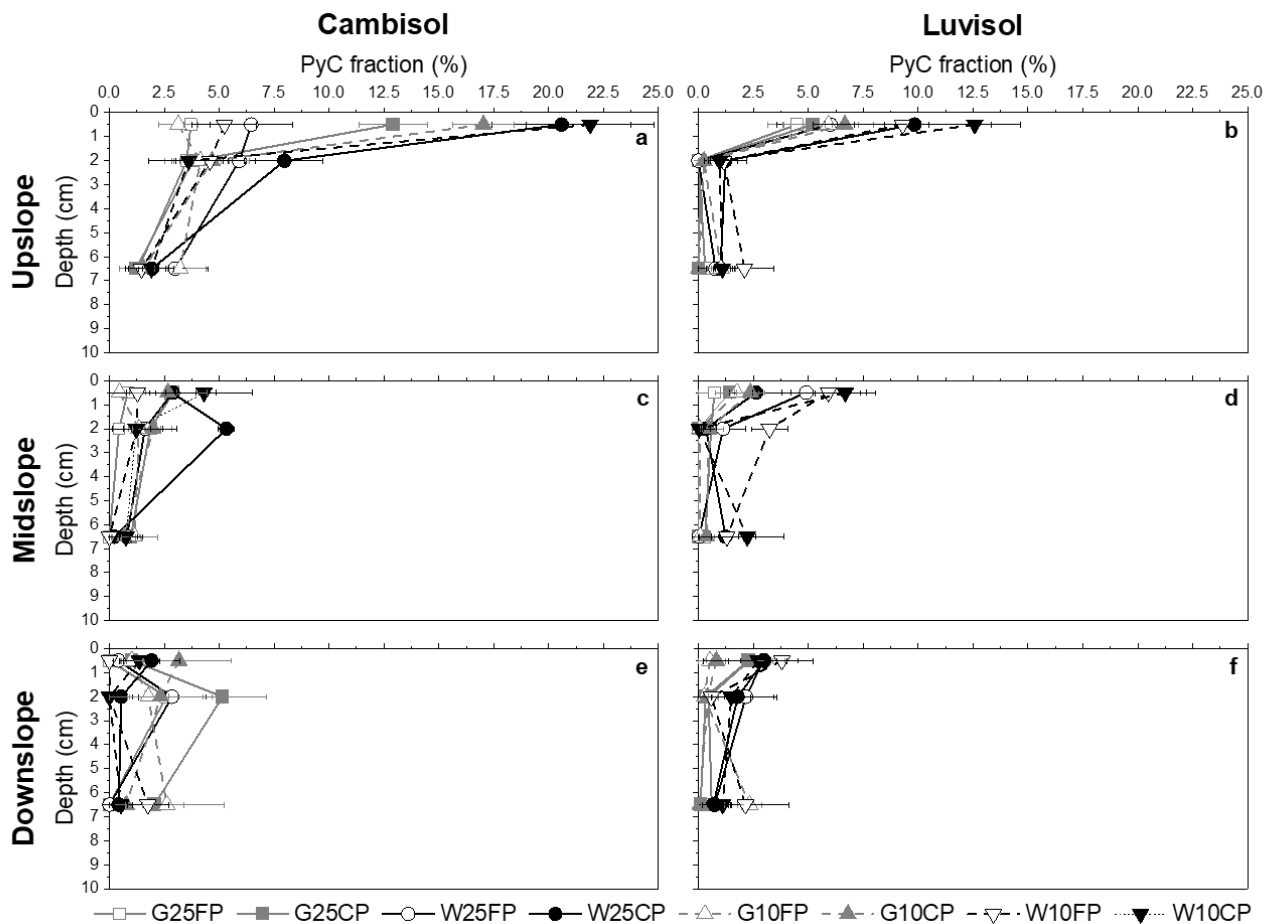 Cambisol Luvisol
PyC fraction (%) PyC fraction (%)
0.0 2.5 5.0 7.5 10.0 12.5 15.0 17.5 20.0 22.5 25.0 0.0 2.5 5.0 7.5 10.0 12.5 15.0 17.5 20.0 22.5 25.0
Upslope
Depth (cm)
0
1
2
3
4
5
6
7
8
9
10
a
b
Midslope
Depth (cm)
0
1
2
3
4
5
6
7
8
9
10
c
d
Downslope
Depth (cm)
0
1
2
3
4
5
6
7
8
9
10
e
f
G25FP G25CP W25FP W25CP G10FP G10CP W10FP W10CP